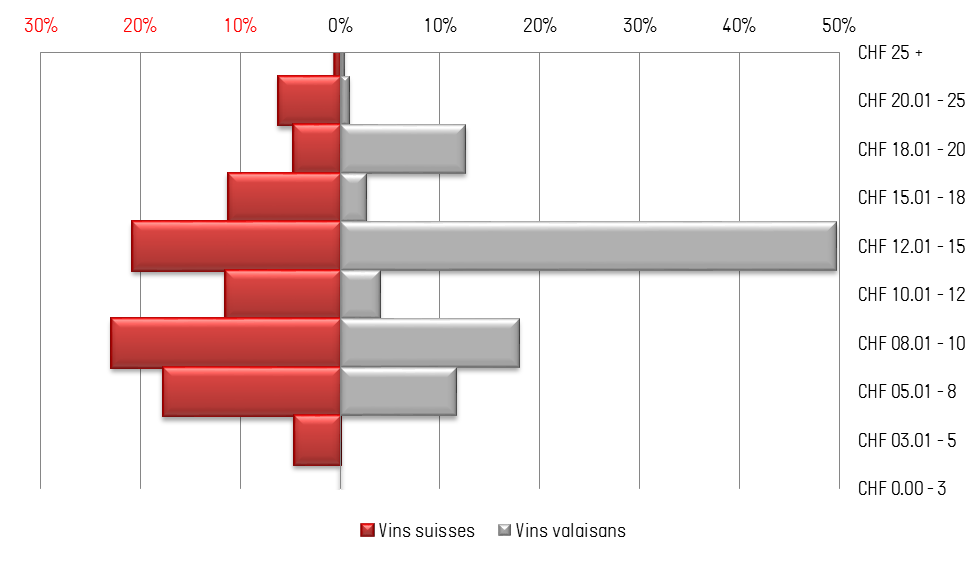 30% 20% 10% 0% 10% 20% 30% 40% 50%
CHF 25 +
CHF 20.01 - 25
CHF 18.01 - 20
CHF 15.01 - 18
CHF 12.01 - 15
CHF 10.01 - 12
CHF 08.01 - 10
CHF 05.01 - 8
CHF 03.01 - 5
CHF 0.00 - 3
Vins suisses Vins valaisans